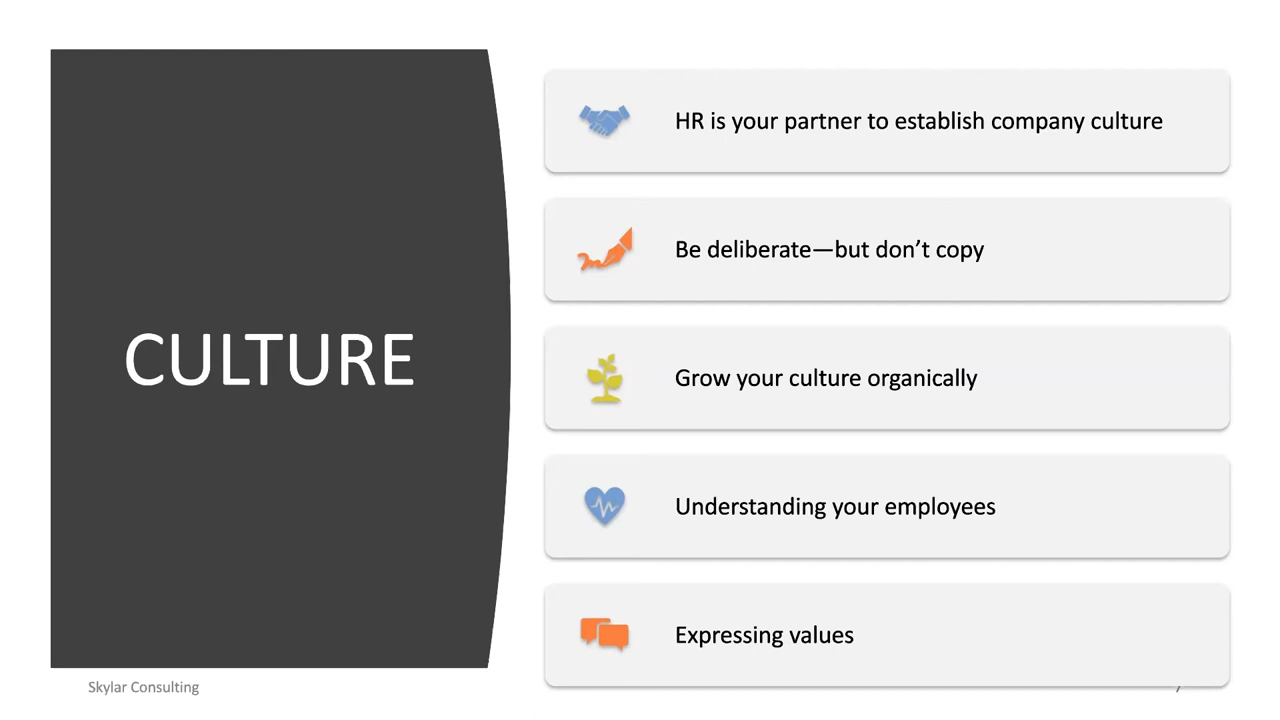 CULTURE
HR is your partner to establish company culture
Be deliberate—but don’t copy
Grow your culture organically
Understanding your employees
Expressing values
Skylar Consulting